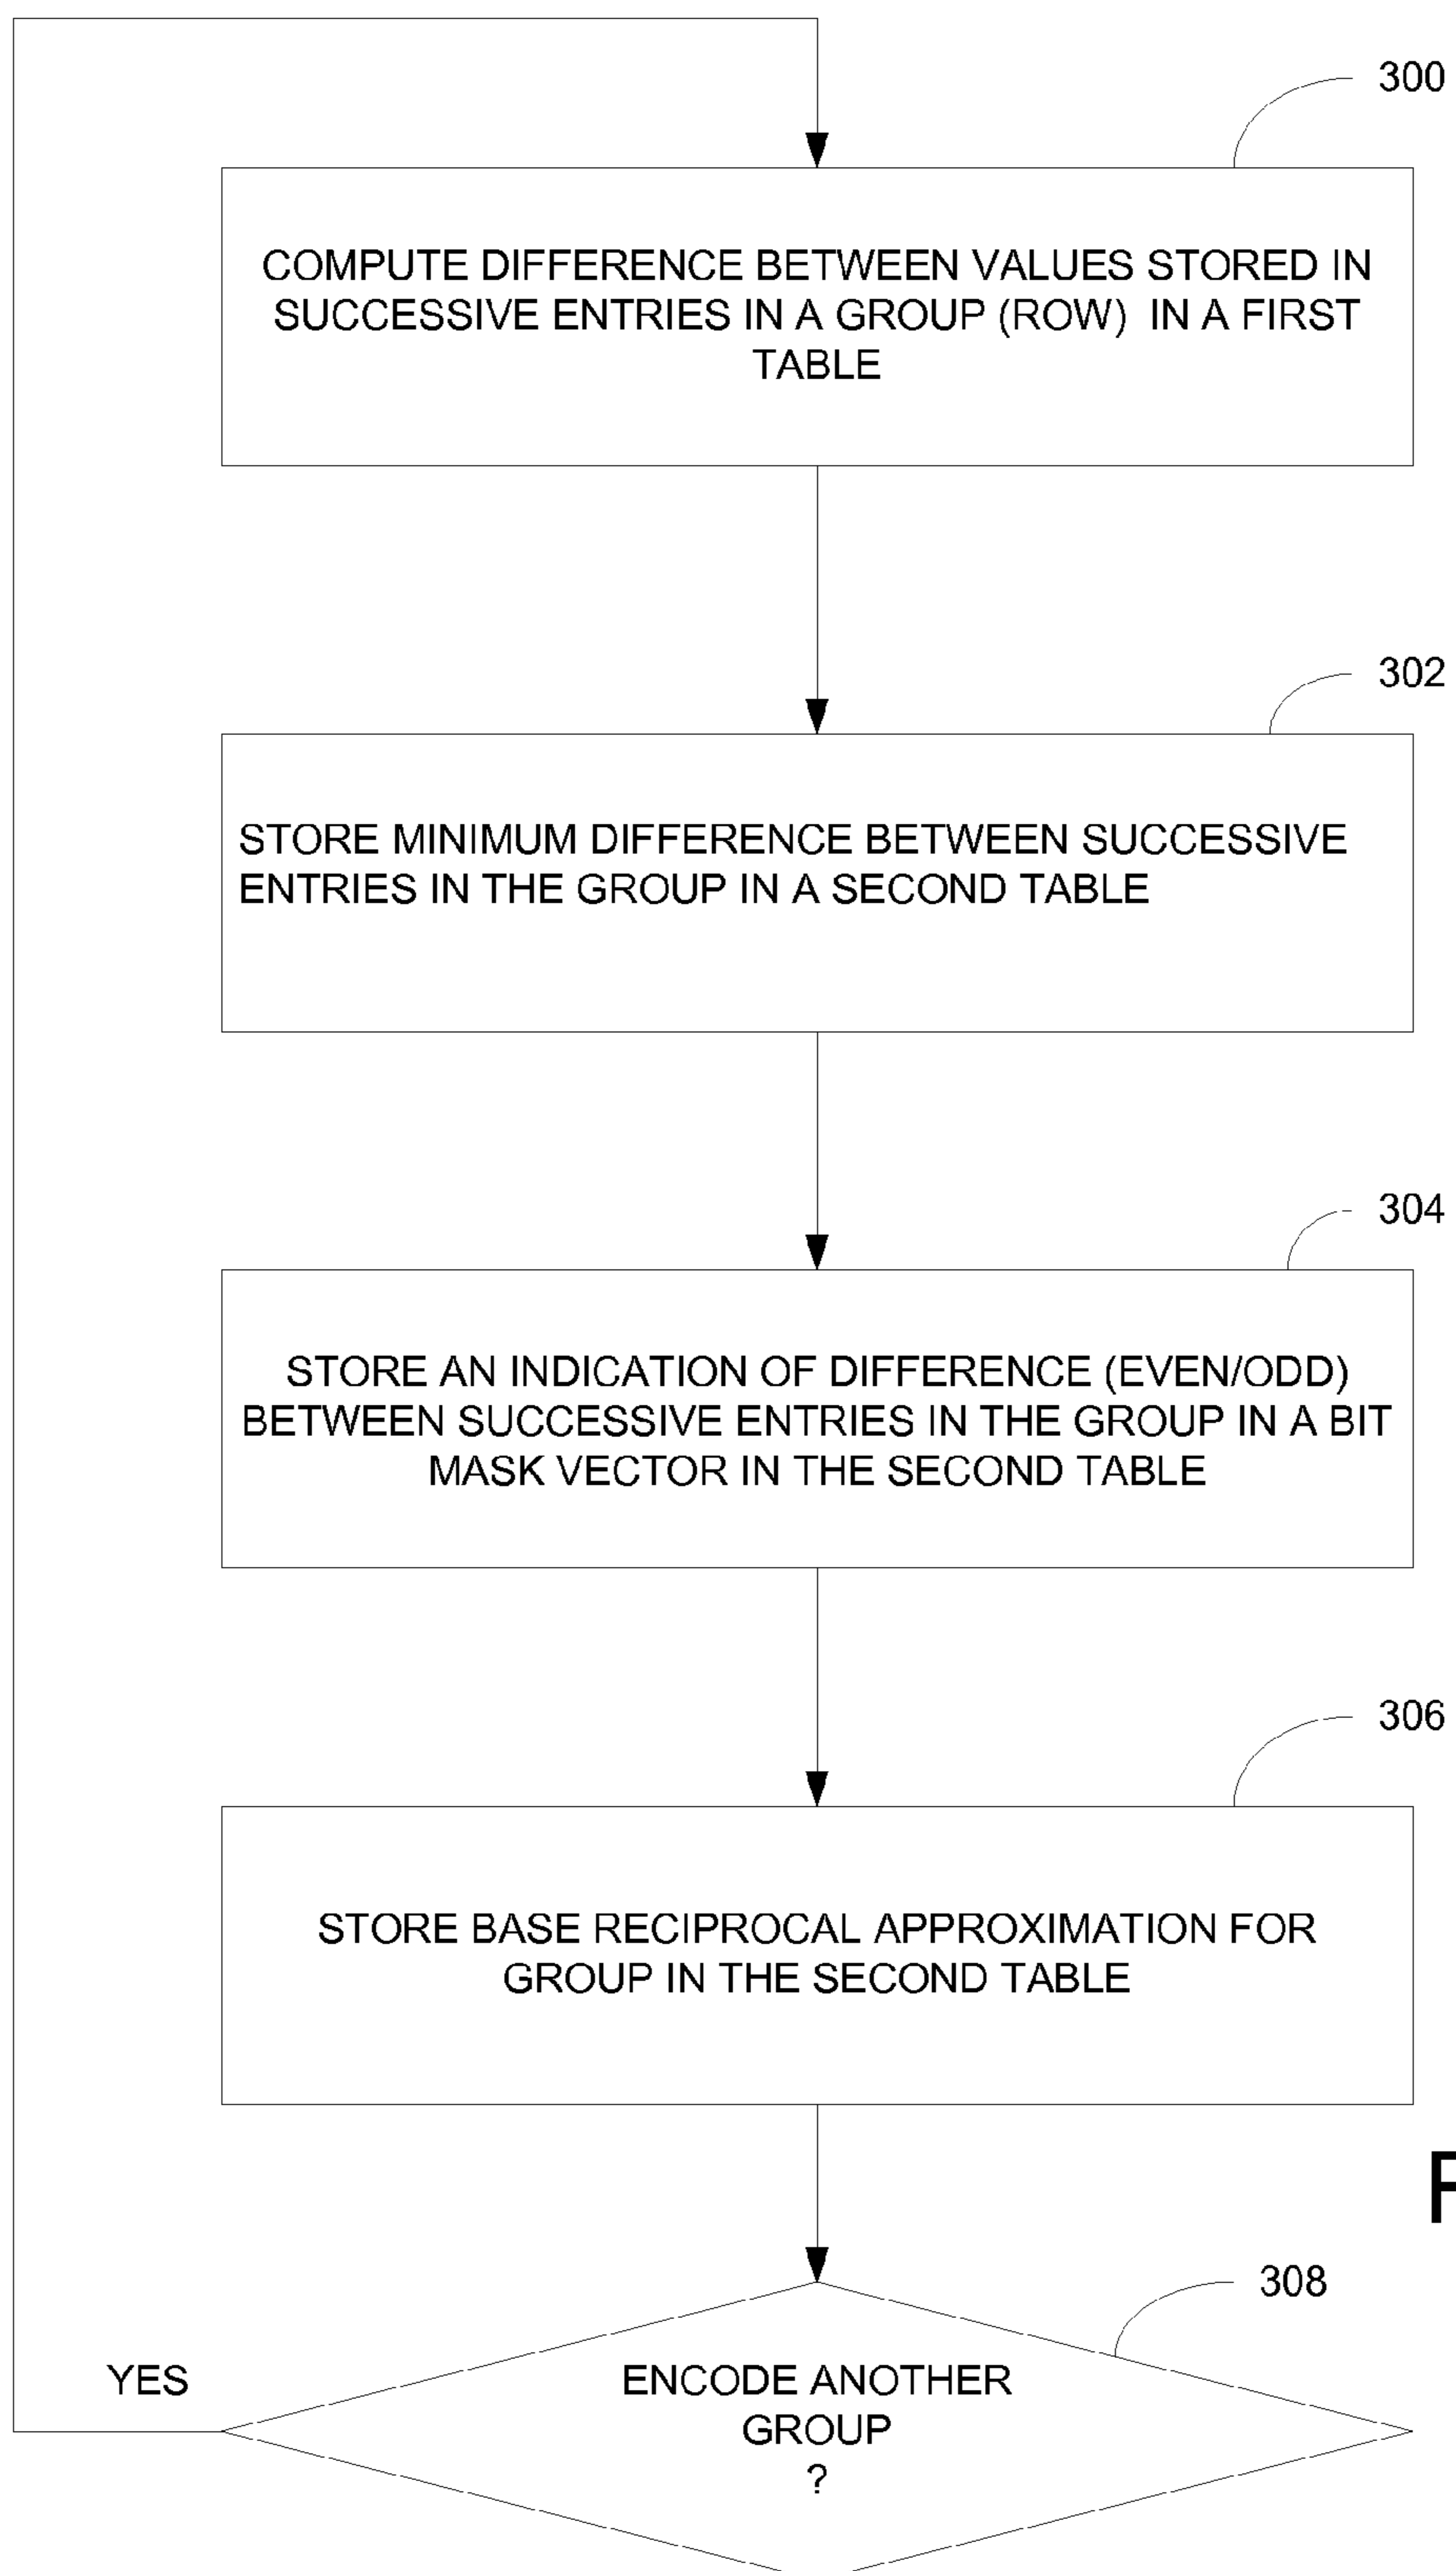 300
COMPUTE DIFFERENCE BETWEEN VALUES STORED IN
SUCCESSIVE ENTRIES IN A GROUP (ROW) IN A FIRST
TABLE
302
STORE MINIMUM DIFFERENCE BETWEEN SUCCESSIVE
ENTRIES IN THE GROUP IN A SECOND TABLE
304
STORE AN INDICATION OF DIFFERENCE (EVEN/ODD)
BETWEEN SUCCESSIVE ENTRIES IN THE GROUP IN A BIT
MASK VECTOR IN THE SECOND TABLE
306
STORE BASE RECIPROCAL APPROXIMATION FOR
GROUP IN THE SECOND TABLE
308
YES
ENCODE ANOTHER
GROUP
?